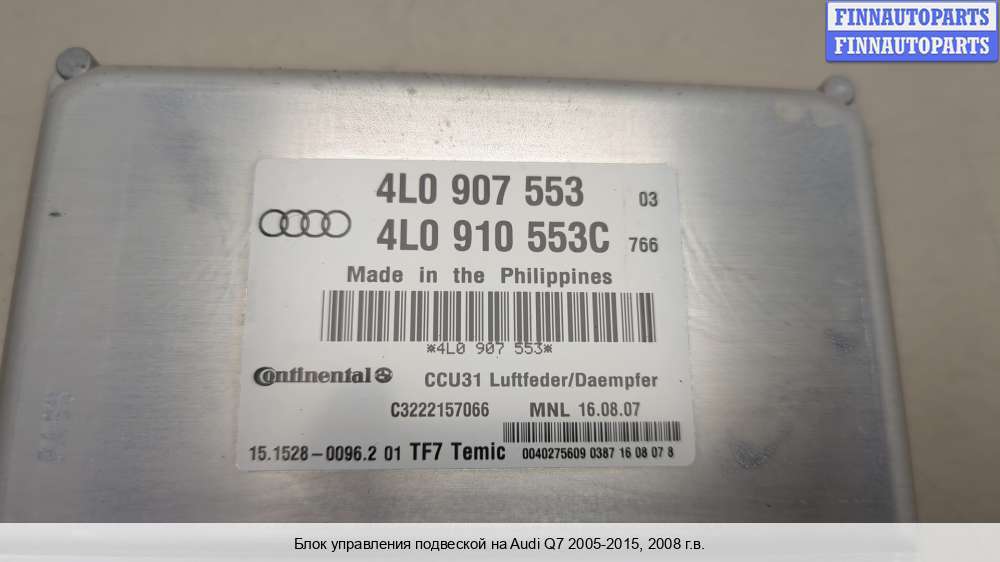 FINNAUTOPARTS
FINNAUTOPARTS
4L0 907 553 03
4L0 910 553C 766
Made in the Philippines
*4L0 907 553*
Continental
CCU31 Luftfeder/Daempfer
C3222157066 MNL 16.08.07
15.1528-0096.2 01 TF7 Temic
0040275609 0387 16 08 07 8
Блок управления подвеской на Audi Q7 2005-2015, 2008 г.в.